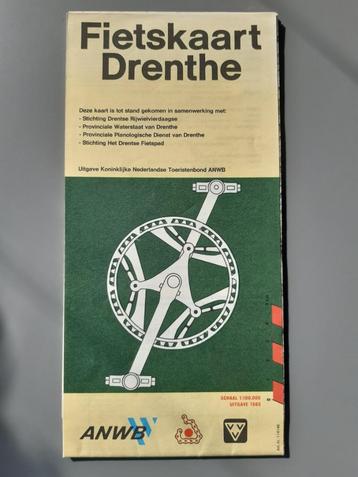 Fietskaart
Drenthe
Deze kaart is tot stand gekomen in samenwerking met:
- Stichting Drentse Rijwielvierdaagse
- Provinciale Waterstaat van Drenthe
- Provinciale Planologische Dienst van Drenthe
- Stichting Het Drentse Fietspad
Uitgave Koninklijke Nederlandse Toeristenbond ANWB
SCHAAL 1:100.000
ANWB
VVV